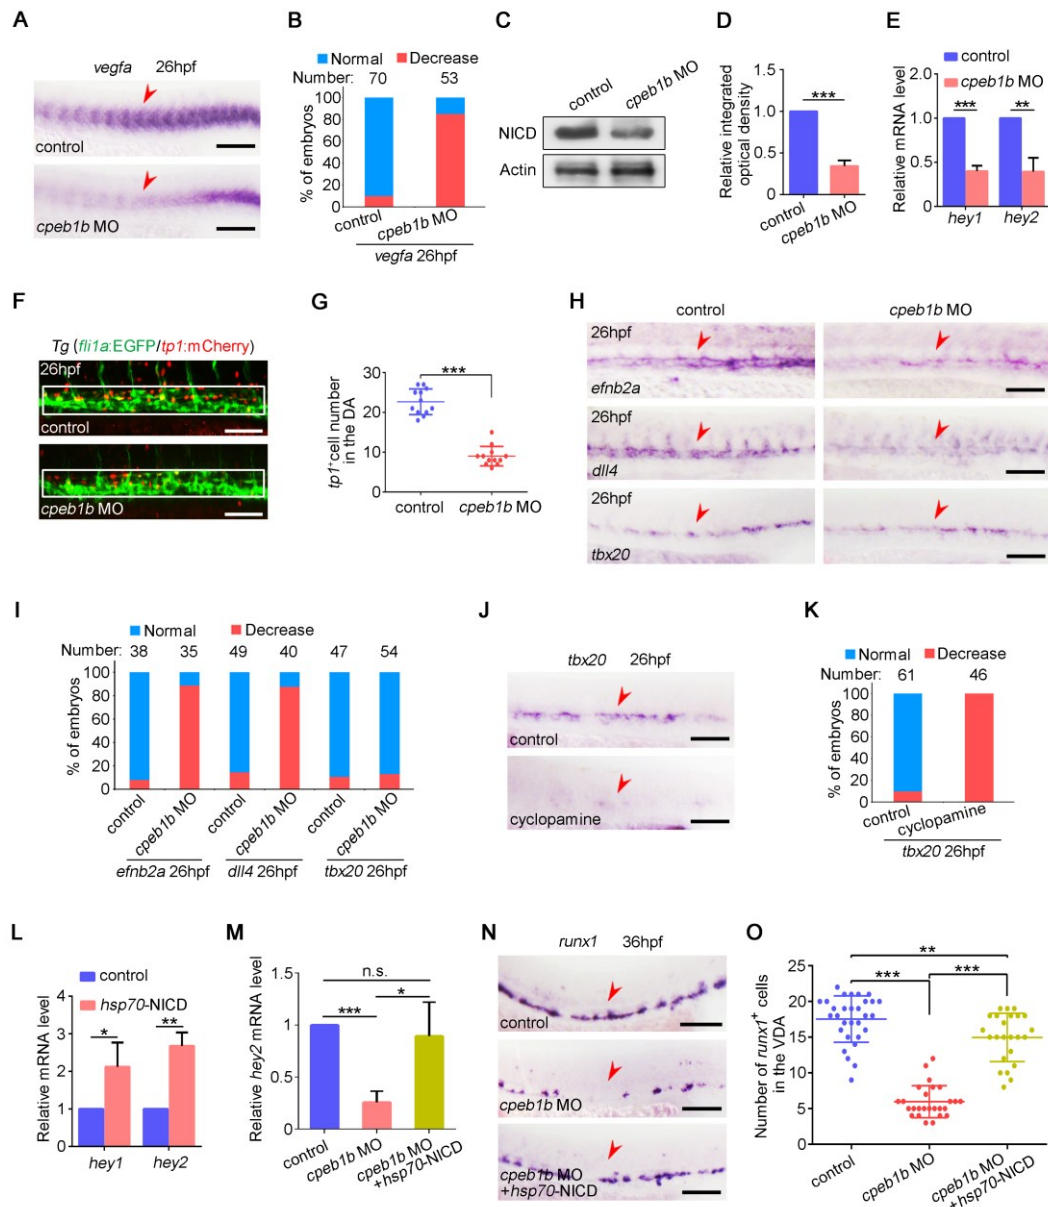 A
vegfa 26hpf
control
cpeb1b MO
B
Normal Decrease
Number: 70 53
% of embryos
100
80
60
40
20
0
control
cpeb1b MO
vegfa 26hpf
C
control
cpeb1b MO
NICD
Actin
D
Relative integrated
optical density
1.5
1.0
0.5
0
***
control
cpeb1b MO
E
control
cpeb1b MO
Relative mRNA level
1.5
1.0
0.5
0
*** **
hey1 hey2
F
Tg (fli1a:EGFP/tp1:mCherry)
26hpf
control
cpeb1b MO
G
tp1+cell number
in the DA
30
20
10
0
***
control cpeb1b MO
H
control cpeb1b MO
26hpf
efnb2a
26hpf
dll4
26hpf
tbx20
I
Normal Decrease
Number: 38 35 49 40 47 54
% of embryos
100
80
60
40
20
0
control
cpeb1b MO
control
cpeb1b MO
control
cpeb1b MO
efnb2a 26hpf dll4 26hpf tbx20 26hpf
J
tbx20 26hpf
control
cyclopamine
K
Normal Decrease
Number: 61 46
% of embryos
100
80
60
40
20
0
control
cyclopamine
tbx20 26hpf
L
control
hsp70-NICD
Relative mRNA level
4
3
2
1
0
* **
hey1 hey2
M
Relative hey2 mRNA level
1.5
1
0.5
0
n.s.
*** *
control
cpeb1b MO
cpeb1b MO
+hsp70-NICD
N
runx1 36hpf
control
cpeb1b MO
cpeb1b MO
+hsp70-NICD
O
Number of runx1+ cells
in the VDA
25
20
15
10
5
0
**
*** ***
control
cpeb1b MO
cpeb1b MO
+hsp70-NICD